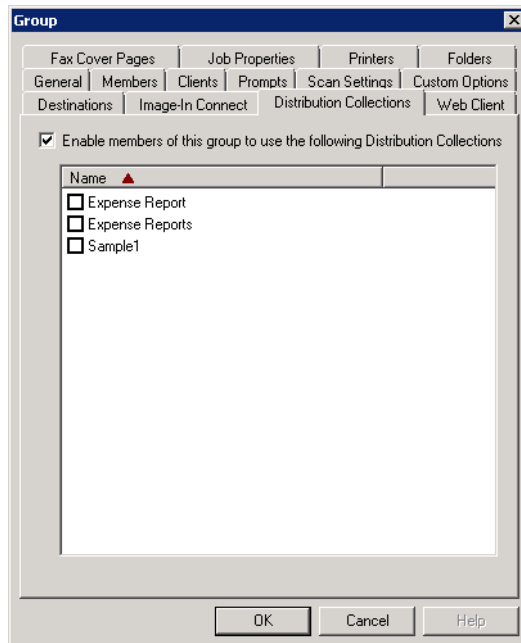 Group
Fax Cover Pages Job Properties Printers Folders
General Members Clients Prompts Scan Settings Custom Options
Destinations Image-In Connect Distribution Collections Web Client
Enable members of this group to use the following Distribution Collections
Name
Expense Report
Expense Reports
Sample1
OK Cancel Help